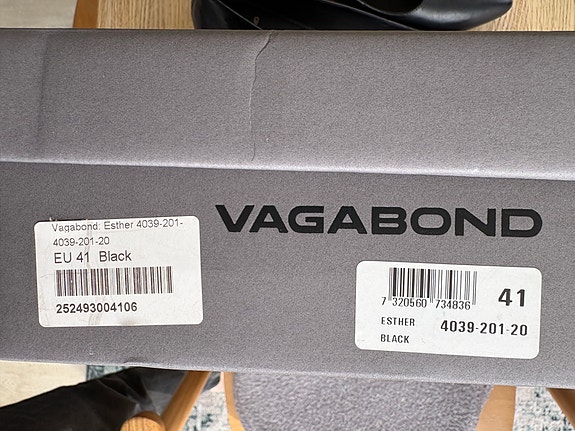 VAGABOND
Vagabond: Esther 4039-201-
4039-201-20
EU 41 Black
252493004106
7 320560 734836
41
ESTHER 4039-201-20
BLACK